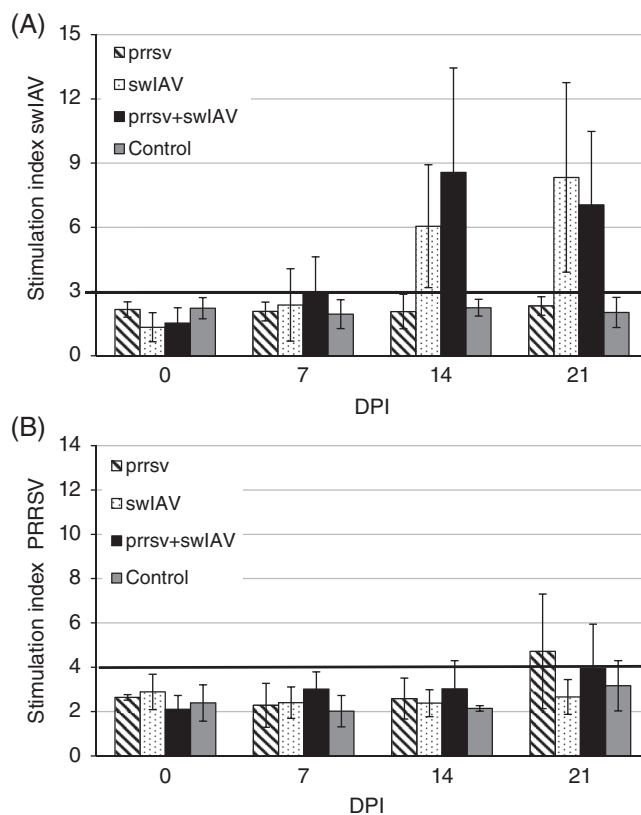 (A)
Stimulation index swIAV
15
12
9
6
3
0
prrsv
swIAV
prrsv+swIAV
Control
0 7 14 21
DPI
(B)
Stimulation index PRRSV
14
12
10
8
6
4
2
0
prrsv
swIAV
prrsv+swIAV
Control
0 7 14 21
DPI